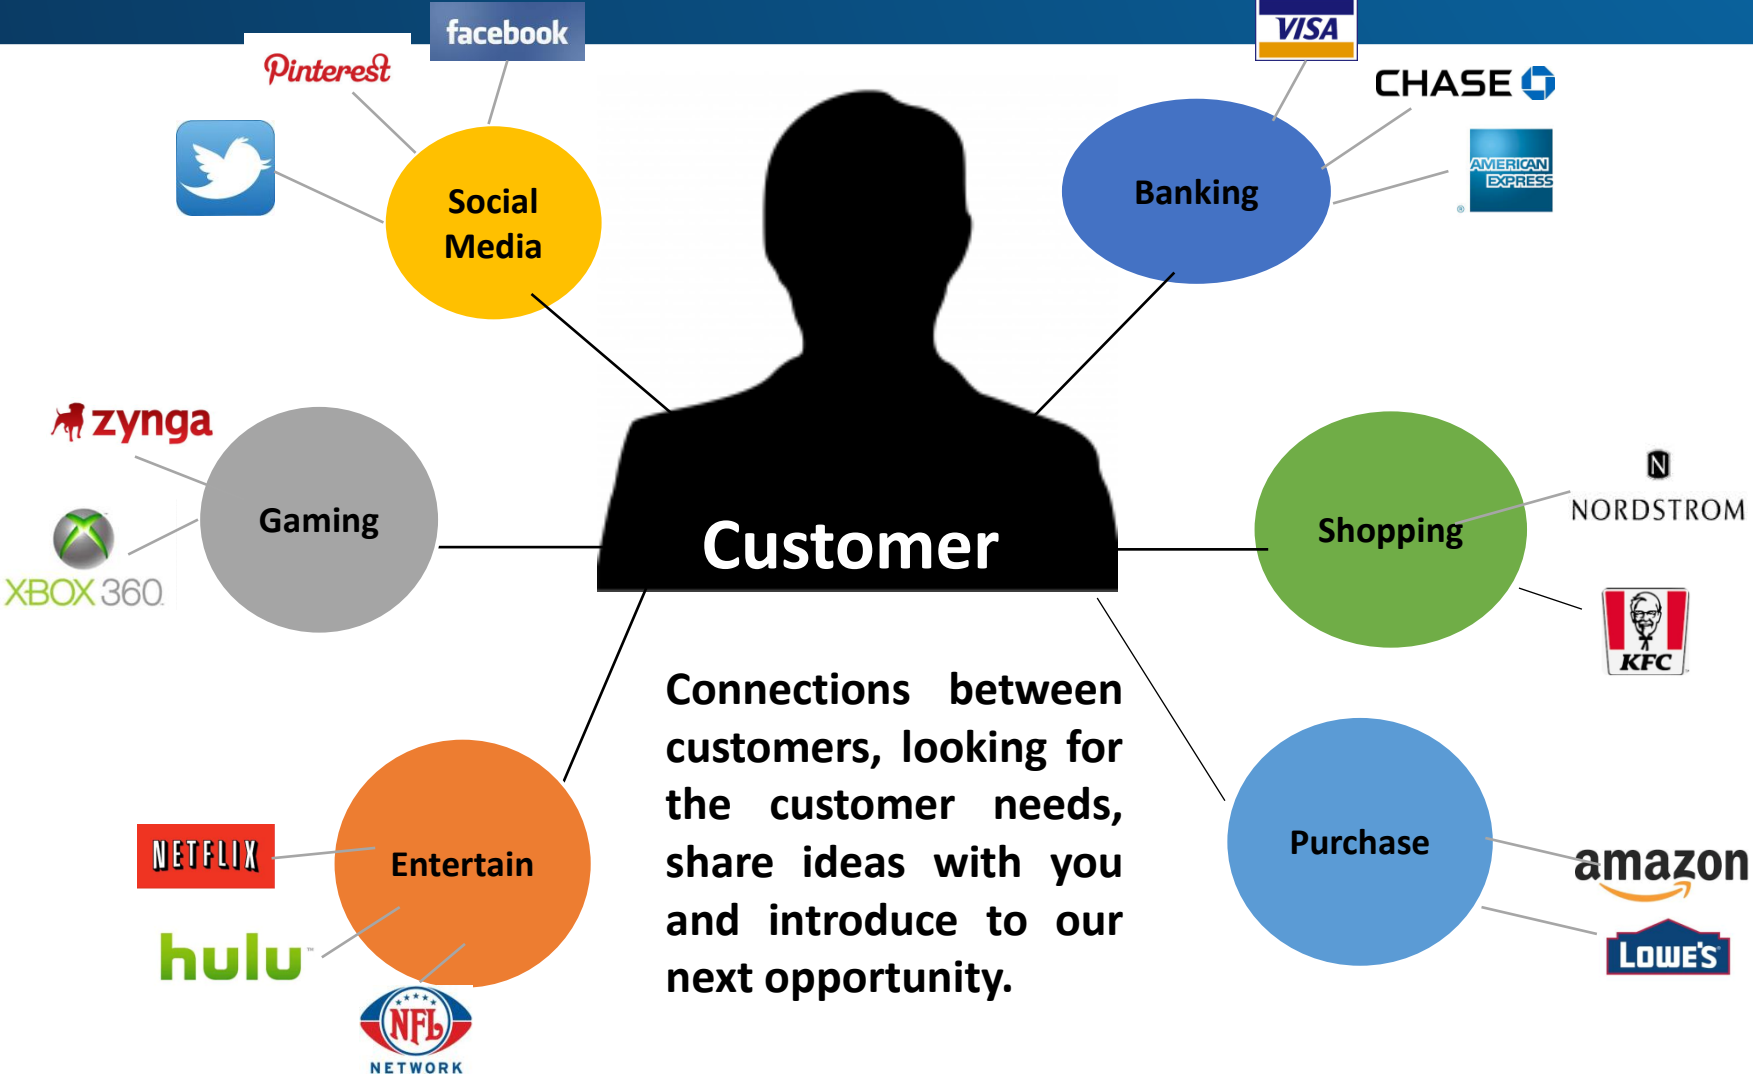 facebook
VISA
Pinterest
CHASE
AMERICAN
EXPRESS
®
Social
Media
Banking
zynga
XBOX 360
Gaming
Customer
Shopping
N
NORDSTROM
KFC
Connections between
customers, looking for
the customer needs,
share ideas with you
and introduce to our
next opportunity.
NETFLIX
hulu™
Entertain
NFL
NETWORK
Purchase
amazon
LOWE'S